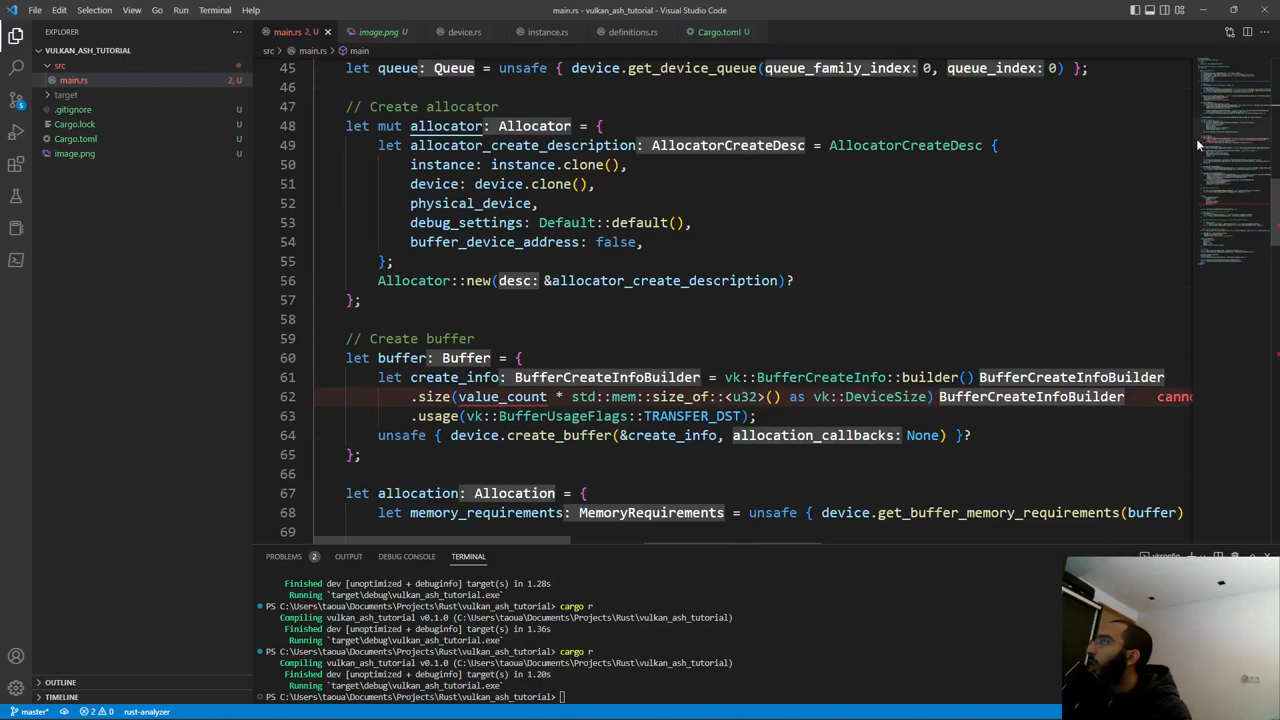 File Edit Selection View Go Run Terminal Help
main.rs - vulkan_ash_tutorial - Visual Studio Code
EXPLORER
main.rs 2, U
image.png
device.rs
instance.rs
definitions.rs
Cargo.toml
VULKAN_ASH_TUTORIAL
src > main.rs > main
src
main.rs 2, U
target
.gitignore
Cargo.lock
Cargo.toml
image.png
45 let queue: Queue = unsafe { device.get_device_queue(queue_family_index: 0, queue_index: 0) };
46
47 // Create allocator
48 let mut allocator: Allocator = {
49 let allocator_create_description: AllocatorCreateDesc = AllocatorCreateDesc {
50 instance: instance.clone(),
51 device: device.clone(),
52 physical_device,
53 debug_settings: Default::default(),
54 buffer_device_address: false,
55 };
56 Allocator::new(desc: &allocator_create_description)?
57 };
58
59 // Create buffer
60 let buffer: Buffer = {
61 let create_info: BufferCreateInfoBuilder = vk::BufferCreateInfo::builder() BufferCreateInfoBuilder
62 .size(value_count * std::mem::size_of::<u32>() as vk::DeviceSize) BufferCreateInfoBuilder canno
63 .usage(vk::BufferUsageFlags::TRANSFER_DST);
64 unsafe { device.create_buffer(&create_info, allocation_callbacks: None) }?
65 };
66
67 let allocation: Allocation = {
68 let memory_requirements: MemoryRequirements = unsafe { device.get_buffer_memory_requirements(buffer)
69
PROBLEMS 2 OUTPUT DEBUG CONSOLE TERMINAL
Finished dev [unoptimized + debuginfo] target(s) in 1.28s
Running `target\debug\vulkan_ash_tutorial.exe`
PS C:\Users\taoua\Documents\Projects\Rust\vulkan_ash_tutorial> cargo r
Compiling vulkan_ash_tutorial v0.1.0 (C:\Users\taoua\Documents\Projects\Rust\vulkan_ash_tutorial)
Finished dev [unoptimized + debuginfo] target(s) in 1.36s
Running `target\debug\vulkan_ash_tutorial.exe`
PS C:\Users\taoua\Documents\Projects\Rust\vulkan_ash_tutorial> cargo r
Compiling vulkan_ash_tutorial v0.1.0 (C:\Users\taoua\Documents\Projects\Rust\vulkan_ash_tutorial)
Finished dev [unoptimized + debuginfo] target(s) in 1.20s
Running `target\debug\vulkan_ash_tutorial.exe`
PS C:\Users\taoua\Documents\Projects\Rust\vulkan_ash_tutorial>
OUTLINE
TIMELINE
5
master* 2 0 rust-analyzer